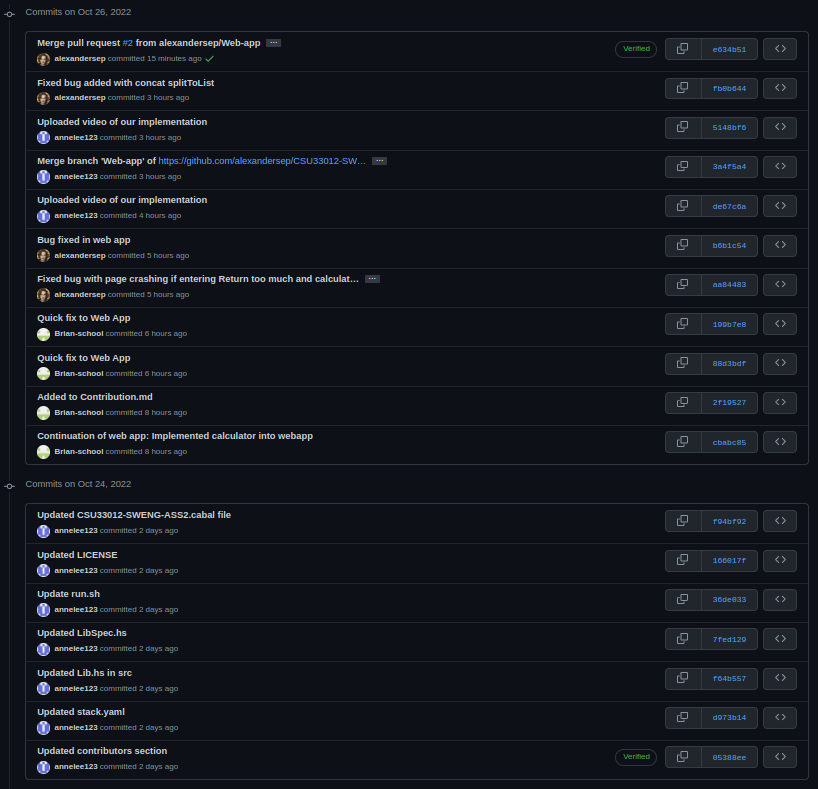 Commits on Oct 26, 2022
Merge pull request #2 from alexandersep/Web-app ...
Verified e634b51
alexandersep committed 15 minutes ago
Fixed bug added with concat splitToList
fb0b644
alexandersep committed 3 hours ago
Uploaded video of our implementation
5148bf6
annelee123 committed 3 hours ago
Merge branch 'Web-app' of https://github.com/alexandersep/CSU33012-SW... ...
3a4f5a4
annelee123 committed 3 hours ago
Uploaded video of our implementation
de67c6a
annelee123 committed 4 hours ago
Bug fixed in web app
b6b1c54
alexandersep committed 5 hours ago
Fixed bug with page crashing if entering Return too much and calculat... ...
aa84483
alexandersep committed 5 hours ago
Quick fix to Web App
199b7e8
Brian-school committed 6 hours ago
Quick fix to Web App
88d3bdf
Brian-school committed 6 hours ago
Added to Contribution.md
2f19527
Brian-school committed 8 hours ago
Continuation of web app: Implemented calculator into webapp
cbabc85
Brian-school committed 8 hours ago
Commits on Oct 24, 2022
Updated CSU33012-SWENG-ASS2.cabal file
f94bf92
annelee123 committed 2 days ago
Updated LICENSE
166017f
annelee123 committed 2 days ago
Update run.sh
36de033
annelee123 committed 2 days ago
Updated LibSpec.hs
7fed129
annelee123 committed 2 days ago
Updated Lib.hs in src
f64b557
annelee123 committed 2 days ago
Updated stack.yaml
d973b14
annelee123 committed 2 days ago
Updated contributors section
Verified 05388ee
annelee123 committed 2 days ago